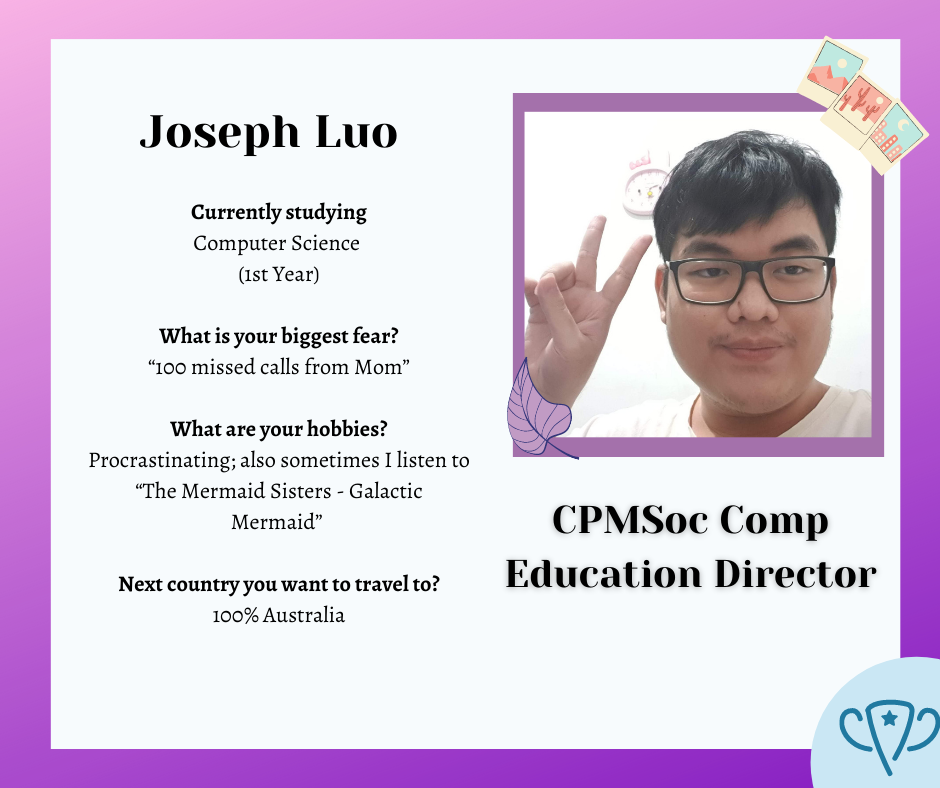 Joseph Luo
Currently studying
Computer Science
(1st Year)
What is your biggest fear?
“100 missed calls from Mom”
What are your hobbies?
Procrastinating; also sometimes I listen to
“The Mermaid Sisters - Galactic
Mermaid”
Next country you want to travel to?
100% Australia
CPMSoc Comp
Education Director